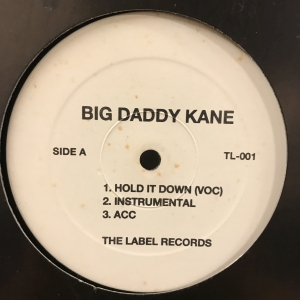 BIG DADDY KANE
SIDE A
TL-001
1. HOLD IT DOWN (VOC)
2. INSTRUMENTAL
3. ACC
THE LABEL RECORDS